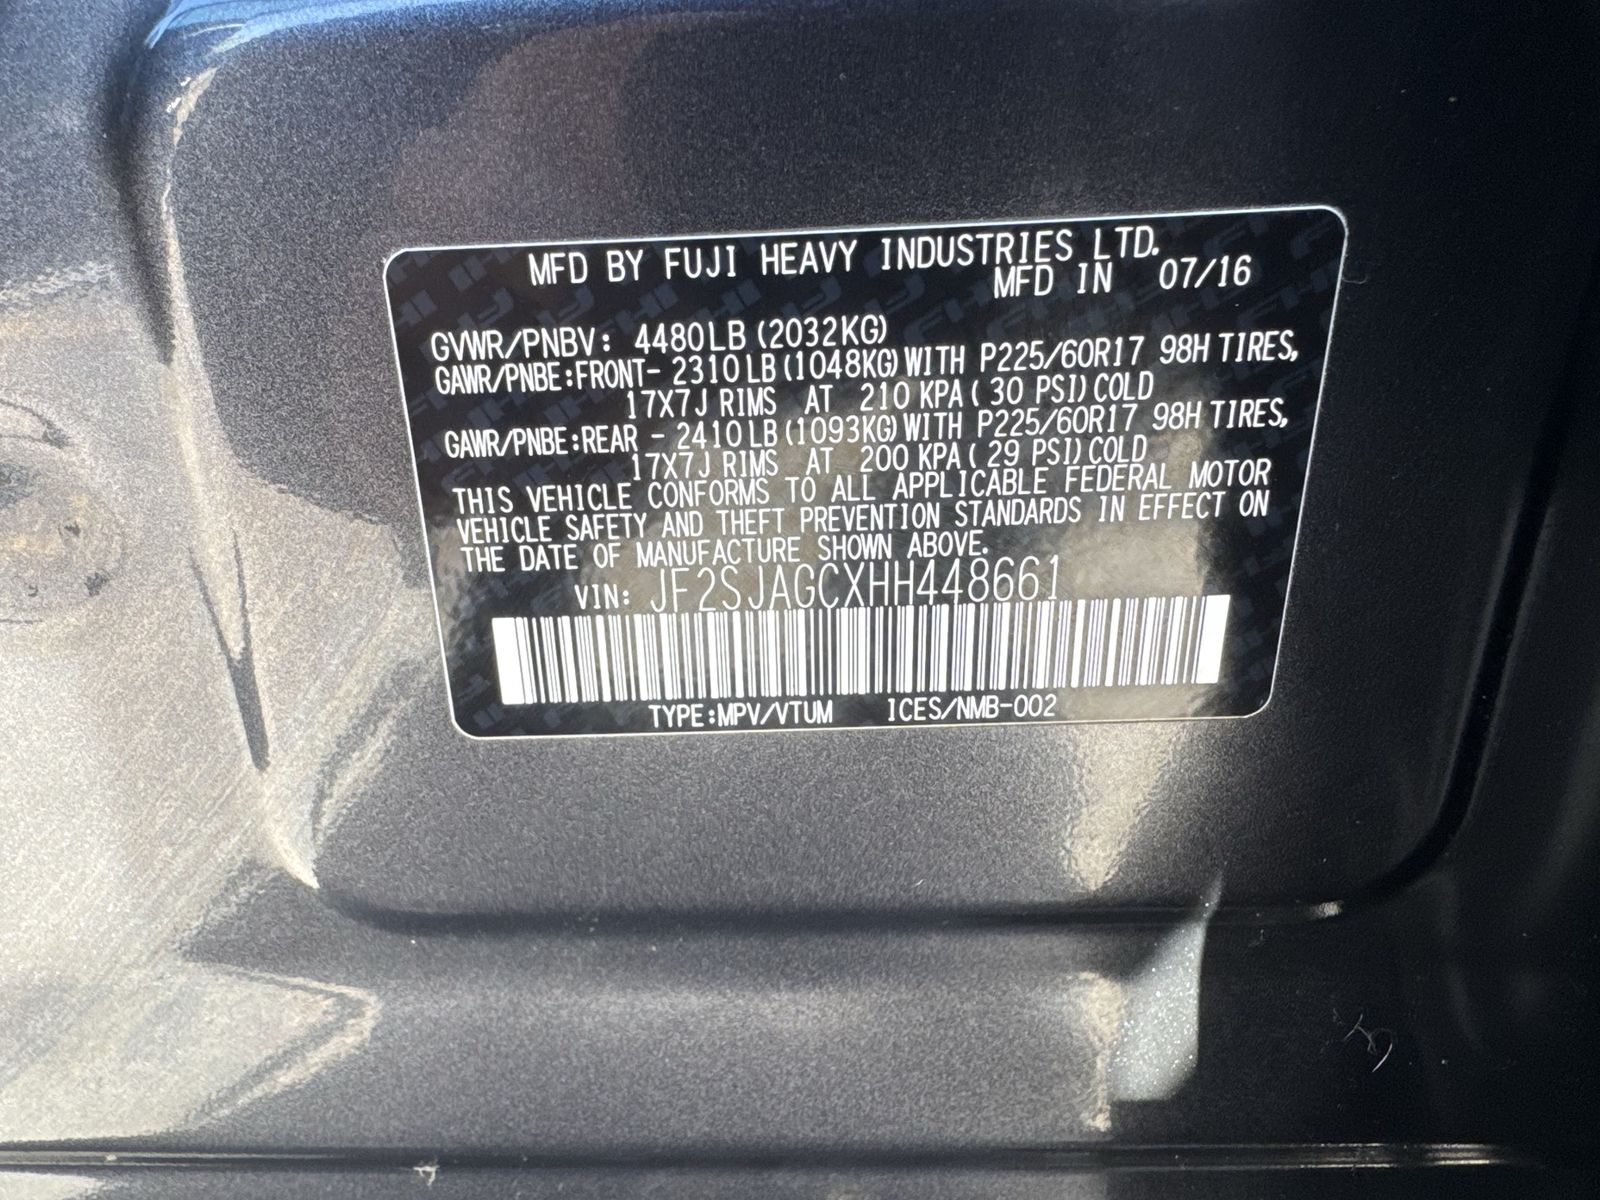 MFD BY FUJI HEAVY INDUSTRIES LTD.
MFD IN 07/16
GVWR/PNBV: 4480LB (2032KG)
GAWR/PNBE:FRONT- 2310LB (1048KG) WITH P225/60R17 98H TIRES,
17X7J RIMS AT 210 KPA ( 30 PSI) COLD
GAWR/PNBE:REAR - 2410LB (1093KG) WITH P225/60R17 98H TIRES,
17X7J RIMS AT 200 KPA ( 29 PSI) COLD
THIS VEHICLE CONFORMS TO ALL APPLICABLE FEDERAL MOTOR
VEHICLE SAFETY AND THEFT PREVENTION STANDARDS IN EFFECT ON
THE DATE OF MANUFACTURE SHOWN ABOVE.
VIN: JF2SJAGCXHH448661
TYPE:MPV/VTUM ICES/NMB-002